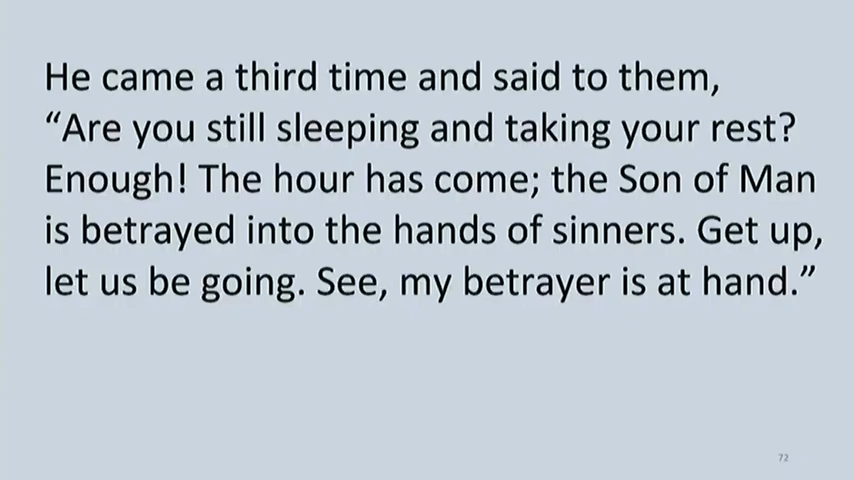 He came a third time and said to them,
“Are you still sleeping and taking your rest?
Enough! The hour has come; the Son of Man
is betrayed into the hands of sinners. Get up,
let us be going. See, my betrayer is at hand.”
72